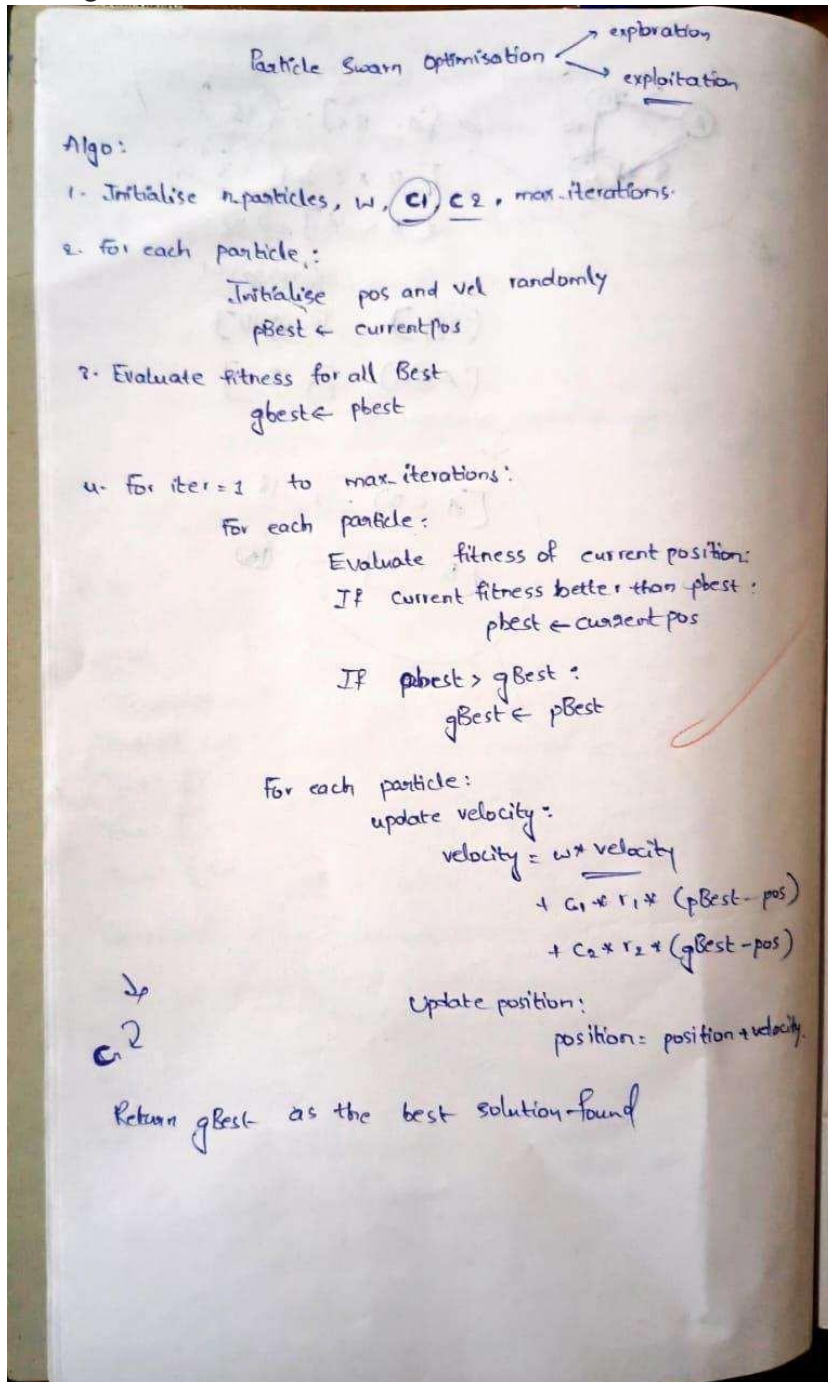 Particle Swarn Optimisation → exploration
→ exploitation
Algo:
1. Initialise n.particles, w, C1 C2, max-iterations.
2. For each particle:
Initialise pos and vel randomly
pBest ← currentpos
3. Evaluate fitness for all Best
gbest ← pbest
4. For iter = 1 to max-iterations:
For each particle:
Evaluate fitness of current position:
If current fitness better than pbest:
pbest ← current pos
If pbest > gBest:
gBest ← pBest
For each particle:
update velocity:
velocity = w* velocity
+ C1 * r1 * (pBest-pos)
+ C2 * r2 * (gBest-pos)
Update position:
position = position + velocity.
Return gBest as the best solution-found